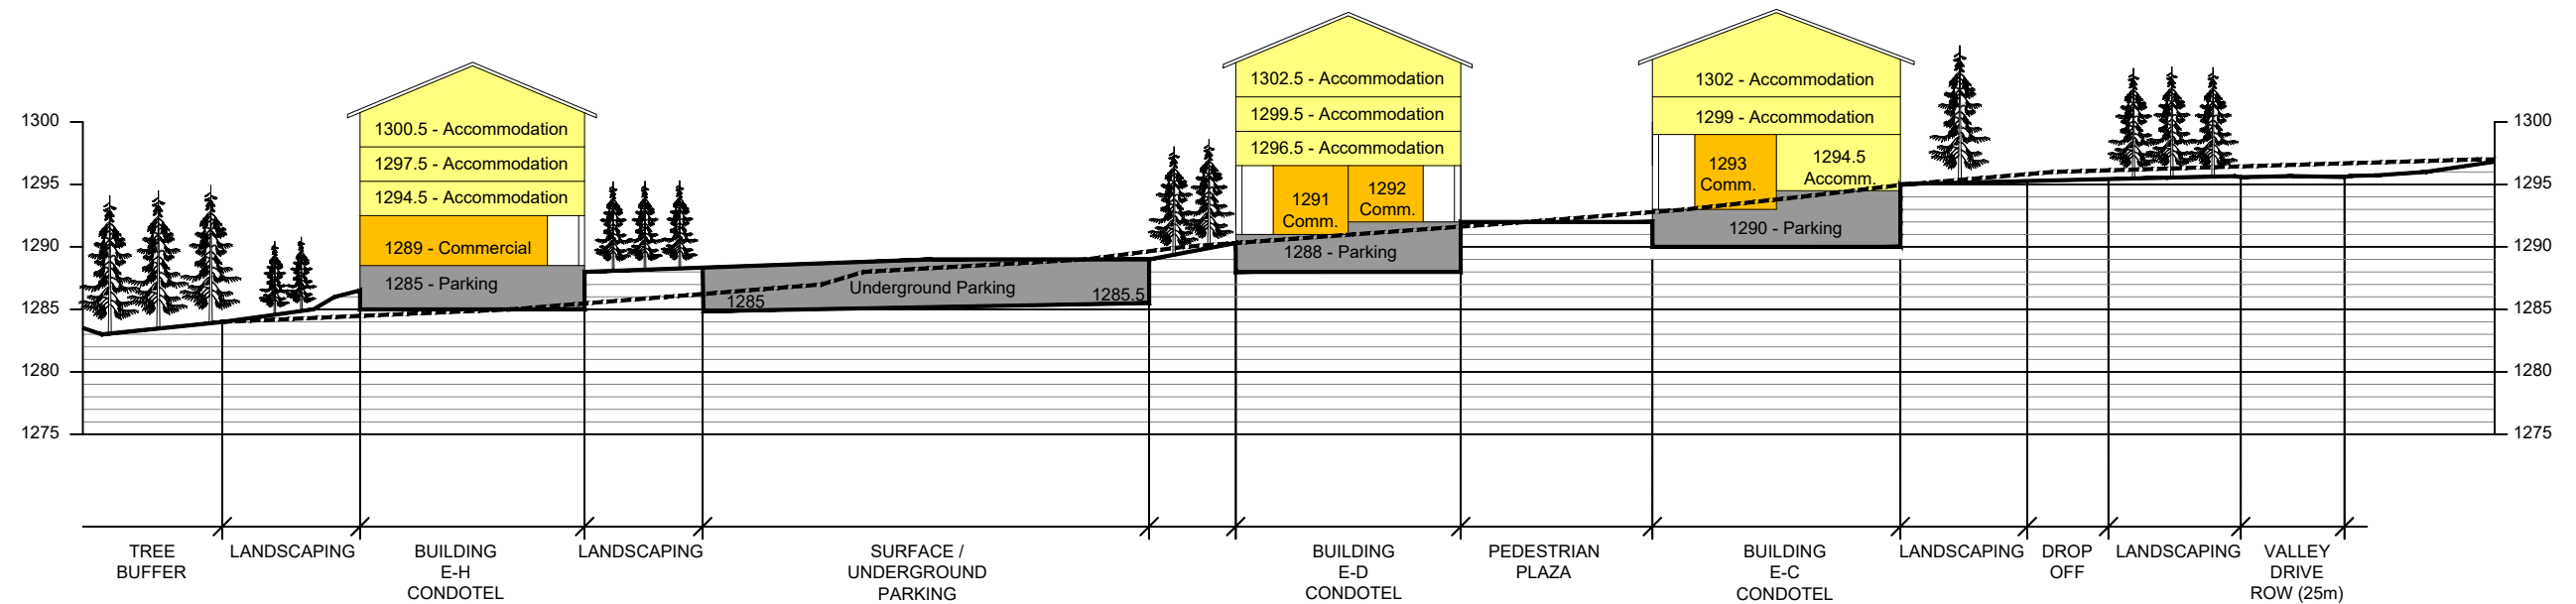 1302.5 - Accommodation
1302 - Accommodation
1300
1300.5 - Accommodation
1299.5 - Accommodation
1299 - Accommodation
1300
1297.5 - Accommodation
1296.5 - Accommodation
1293
Comm.
1294.5
Accomm.
1295
1294.5 - Accommodation
1291
Comm.
1292
Comm.
1295
1290
1289 - Commercial
1288 - Parking
1290 - Parking
1290
1285
1285 - Parking
1285
Underground Parking
1285.5
1285
1280
1280
1275
1275
TREE
BUFFER
LANDSCAPING
BUILDING
E-H
CONDOTEL
LANDSCAPING
SURFACE /
UNDERGROUND
PARKING
BUILDING
E-D
CONDOTEL
PEDESTRIAN
PLAZA
BUILDING
E-C
CONDOTEL
LANDSCAPING
DROP
OFF
LANDSCAPING
VALLEY
DRIVE
ROW (25m)